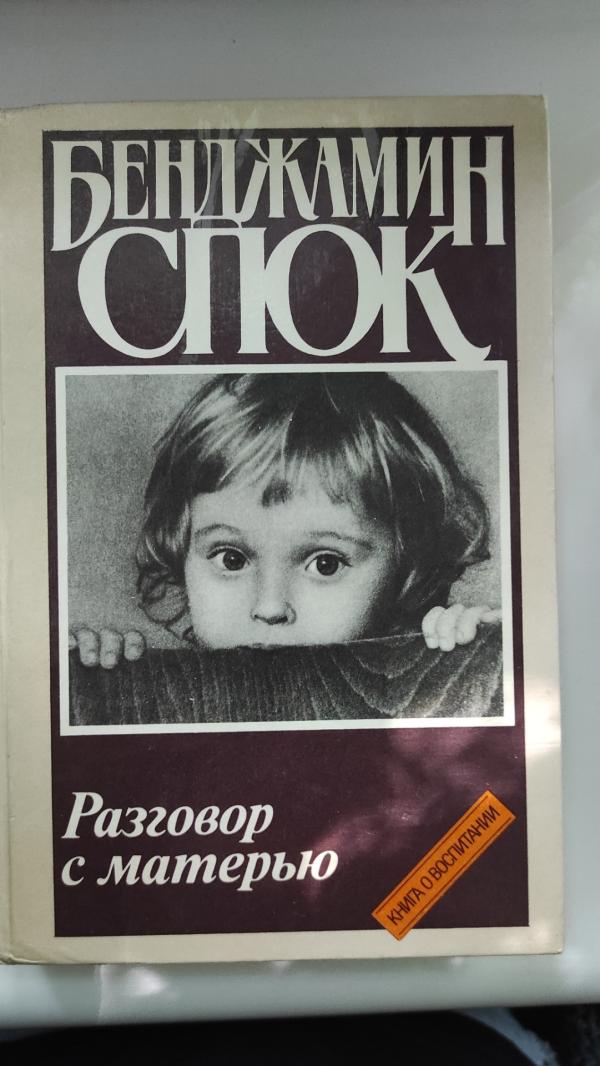 БЕНДЖАМИН
СПОК
Разговор
с матерью
КНИГА О ВОСПИТАНИИ